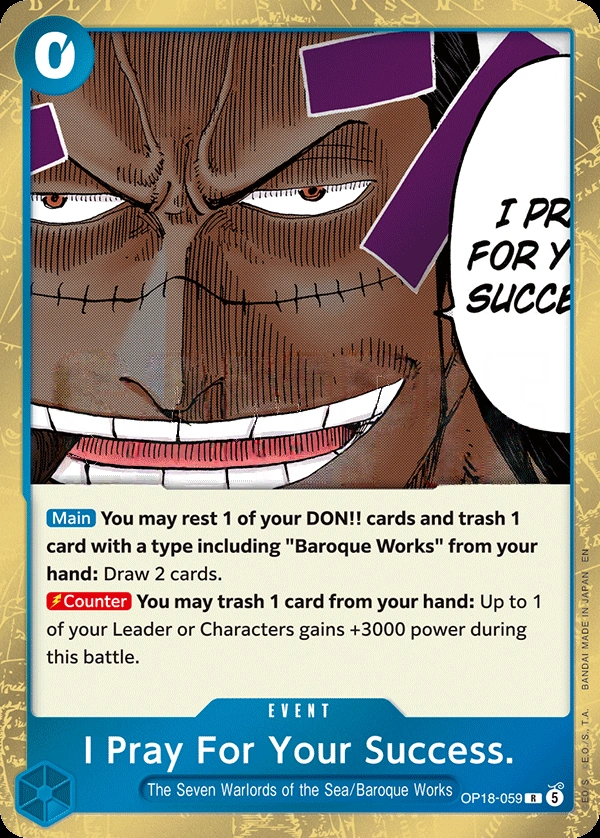 0
I PR
FOR Y
SUCCE
Main You may rest 1 of your DON!! cards and trash 1
card with a type including "Baroque Works" from your
hand: Draw 2 cards.
Counter You may trash 1 card from your hand: Up to 1
of your Leader or Characters gains +3000 power during
this battle.
EVENT
I Pray For Your Success.
The Seven Warlords of the Sea/Baroque Works
OP18-059 R 5
BANDAI MADE IN JAPAN EN